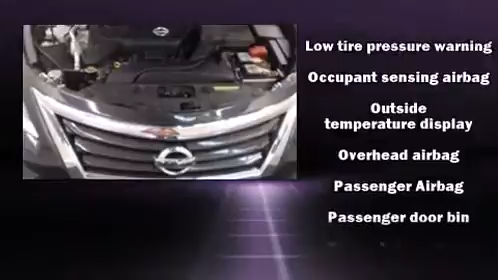 Low tire pressure warning
Occupant sensing airbag
Outside
temperature display
Overhead airbag
Passenger Airbag
Passenger door bin